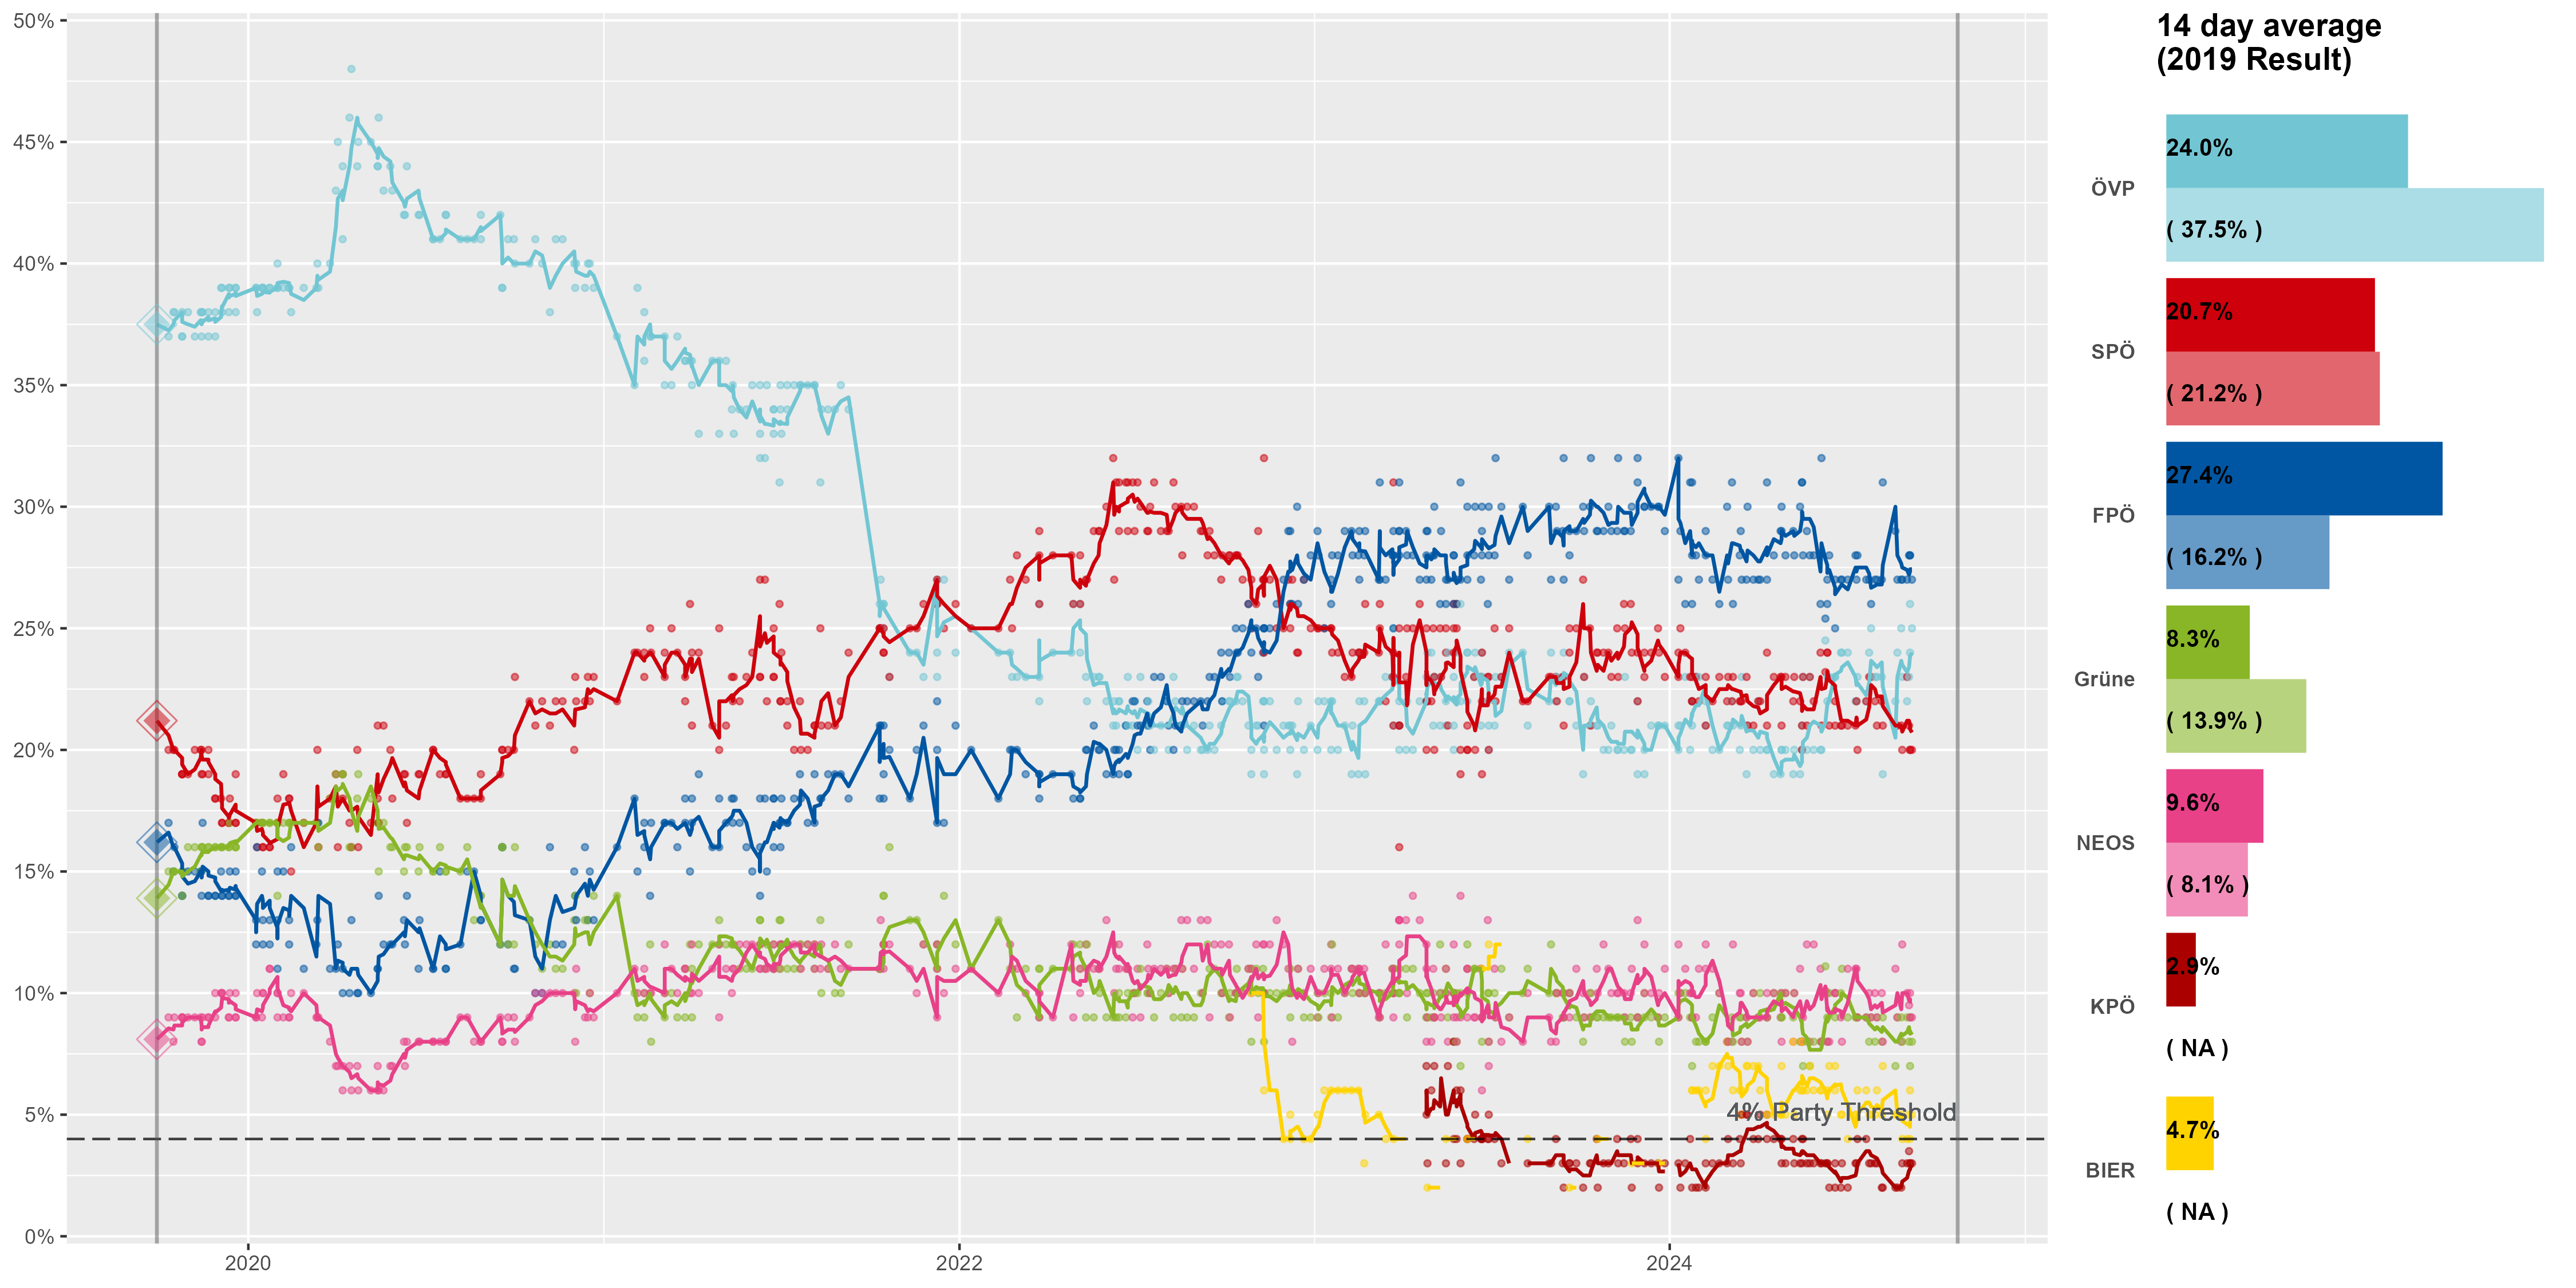 50%
45%
40%
35%
30%
25%
20%
15%
10%
5%
0%
2020
2022
2024
4% Party Threshold
14 day average
(2019 Result)
ÖVP
24.0%
( 37.5% )
SPÖ
20.7%
( 21.2% )
FPÖ
27.4%
( 16.2% )
Grüne
8.3%
( 13.9% )
NEOS
9.6%
( 8.1% )
KPÖ
2.9%
( NA )
BIER
4.7%
( NA )